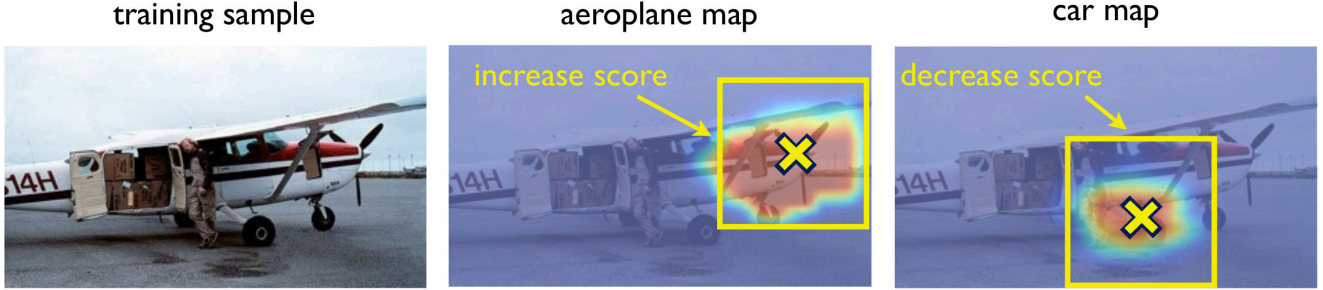 training sample
aeroplane map
car map
increase score
decrease score
514H
514H
514H